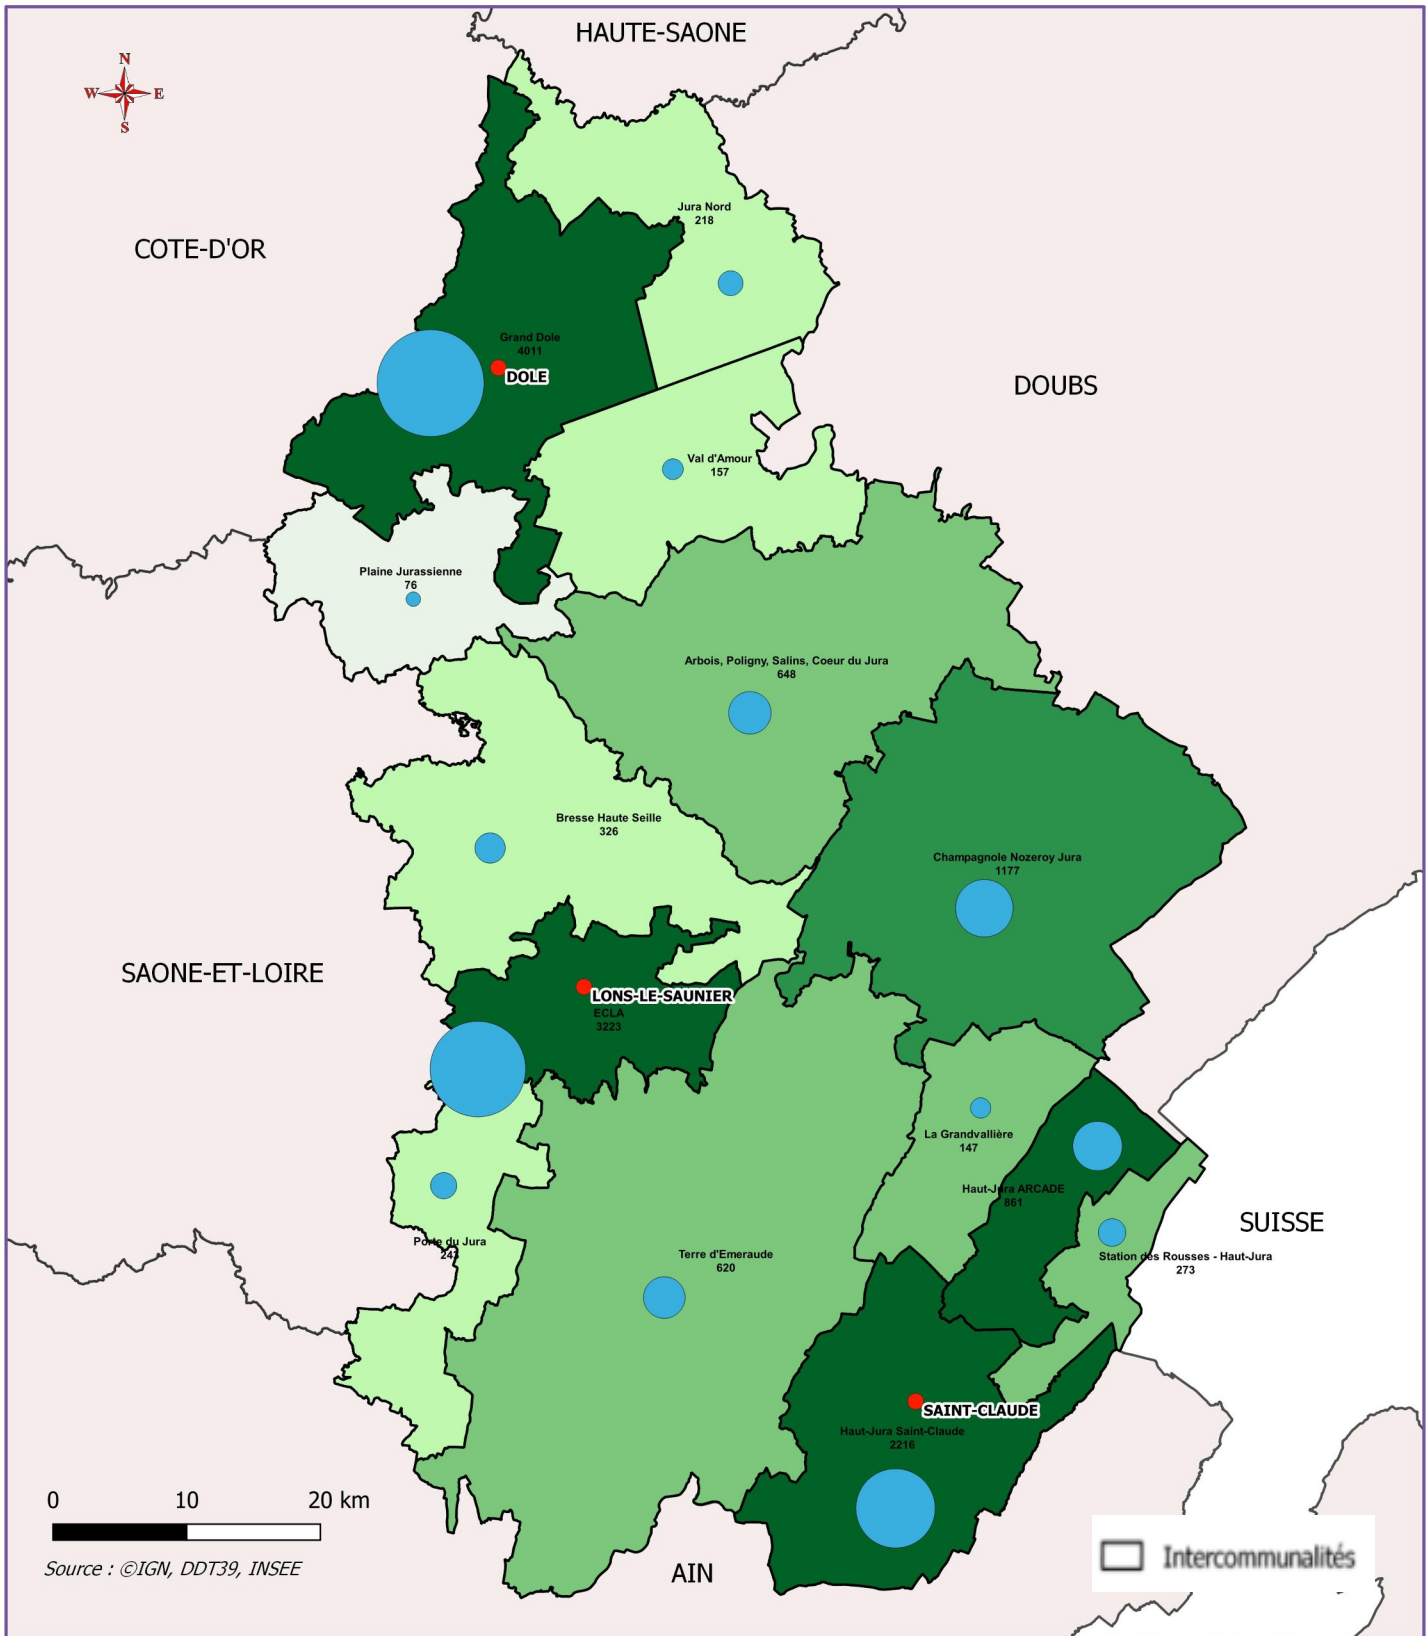 HAUTE-SAONE
N
W E
S
Jura Nord
218
COTE-D'OR
Grand Dole
4011
DOLE
DOUBS
Val d'Amour
157
Plaine Jurassienne
76
Arbois, Poligny, Salins, Coeur du Jura
648
Bresse Haute Seille
326
Champagnole Nozeroy Jura
1177
SAONE-ET-LOIRE
LONS-LE-SAUNIER
ECLA
3223
La Grandvallière
147
Haut-Jura ARCADE
861
SUISSE
Porte du Jura
243
Terre d'Emeraude
620
Station des Rousses - Haut-Jura
273
SAINT-CLAUDE
Haut-Jura Saint-Claude
2216
0 10 20 km
Source : ©IGN, DDT39, INSEE
AIN
Intercommunalités